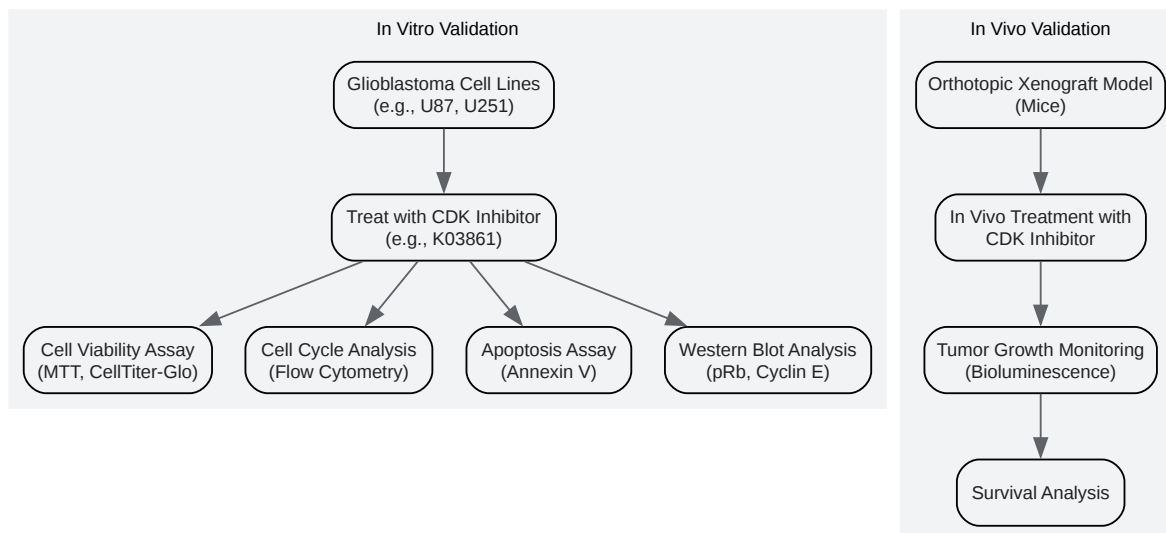 In Vitro Validation
Glioblastoma Cell Lines
(e.g., U87, U251)
Treat with CDK Inhibitor
(e.g., K03861)
Cell Viability Assay
(MTT, CellTiter-Glo)
Cell Cycle Analysis
(Flow Cytometry)
Apoptosis Assay
(Annexin V)
Western Blot Analysis
(pRb, Cyclin E)
In Vivo Validation
Orthotopic Xenograft Model
(Mice)
In Vivo Treatment with
CDK Inhibitor
Tumor Growth Monitoring
(Bioluminescence)
Survival Analysis